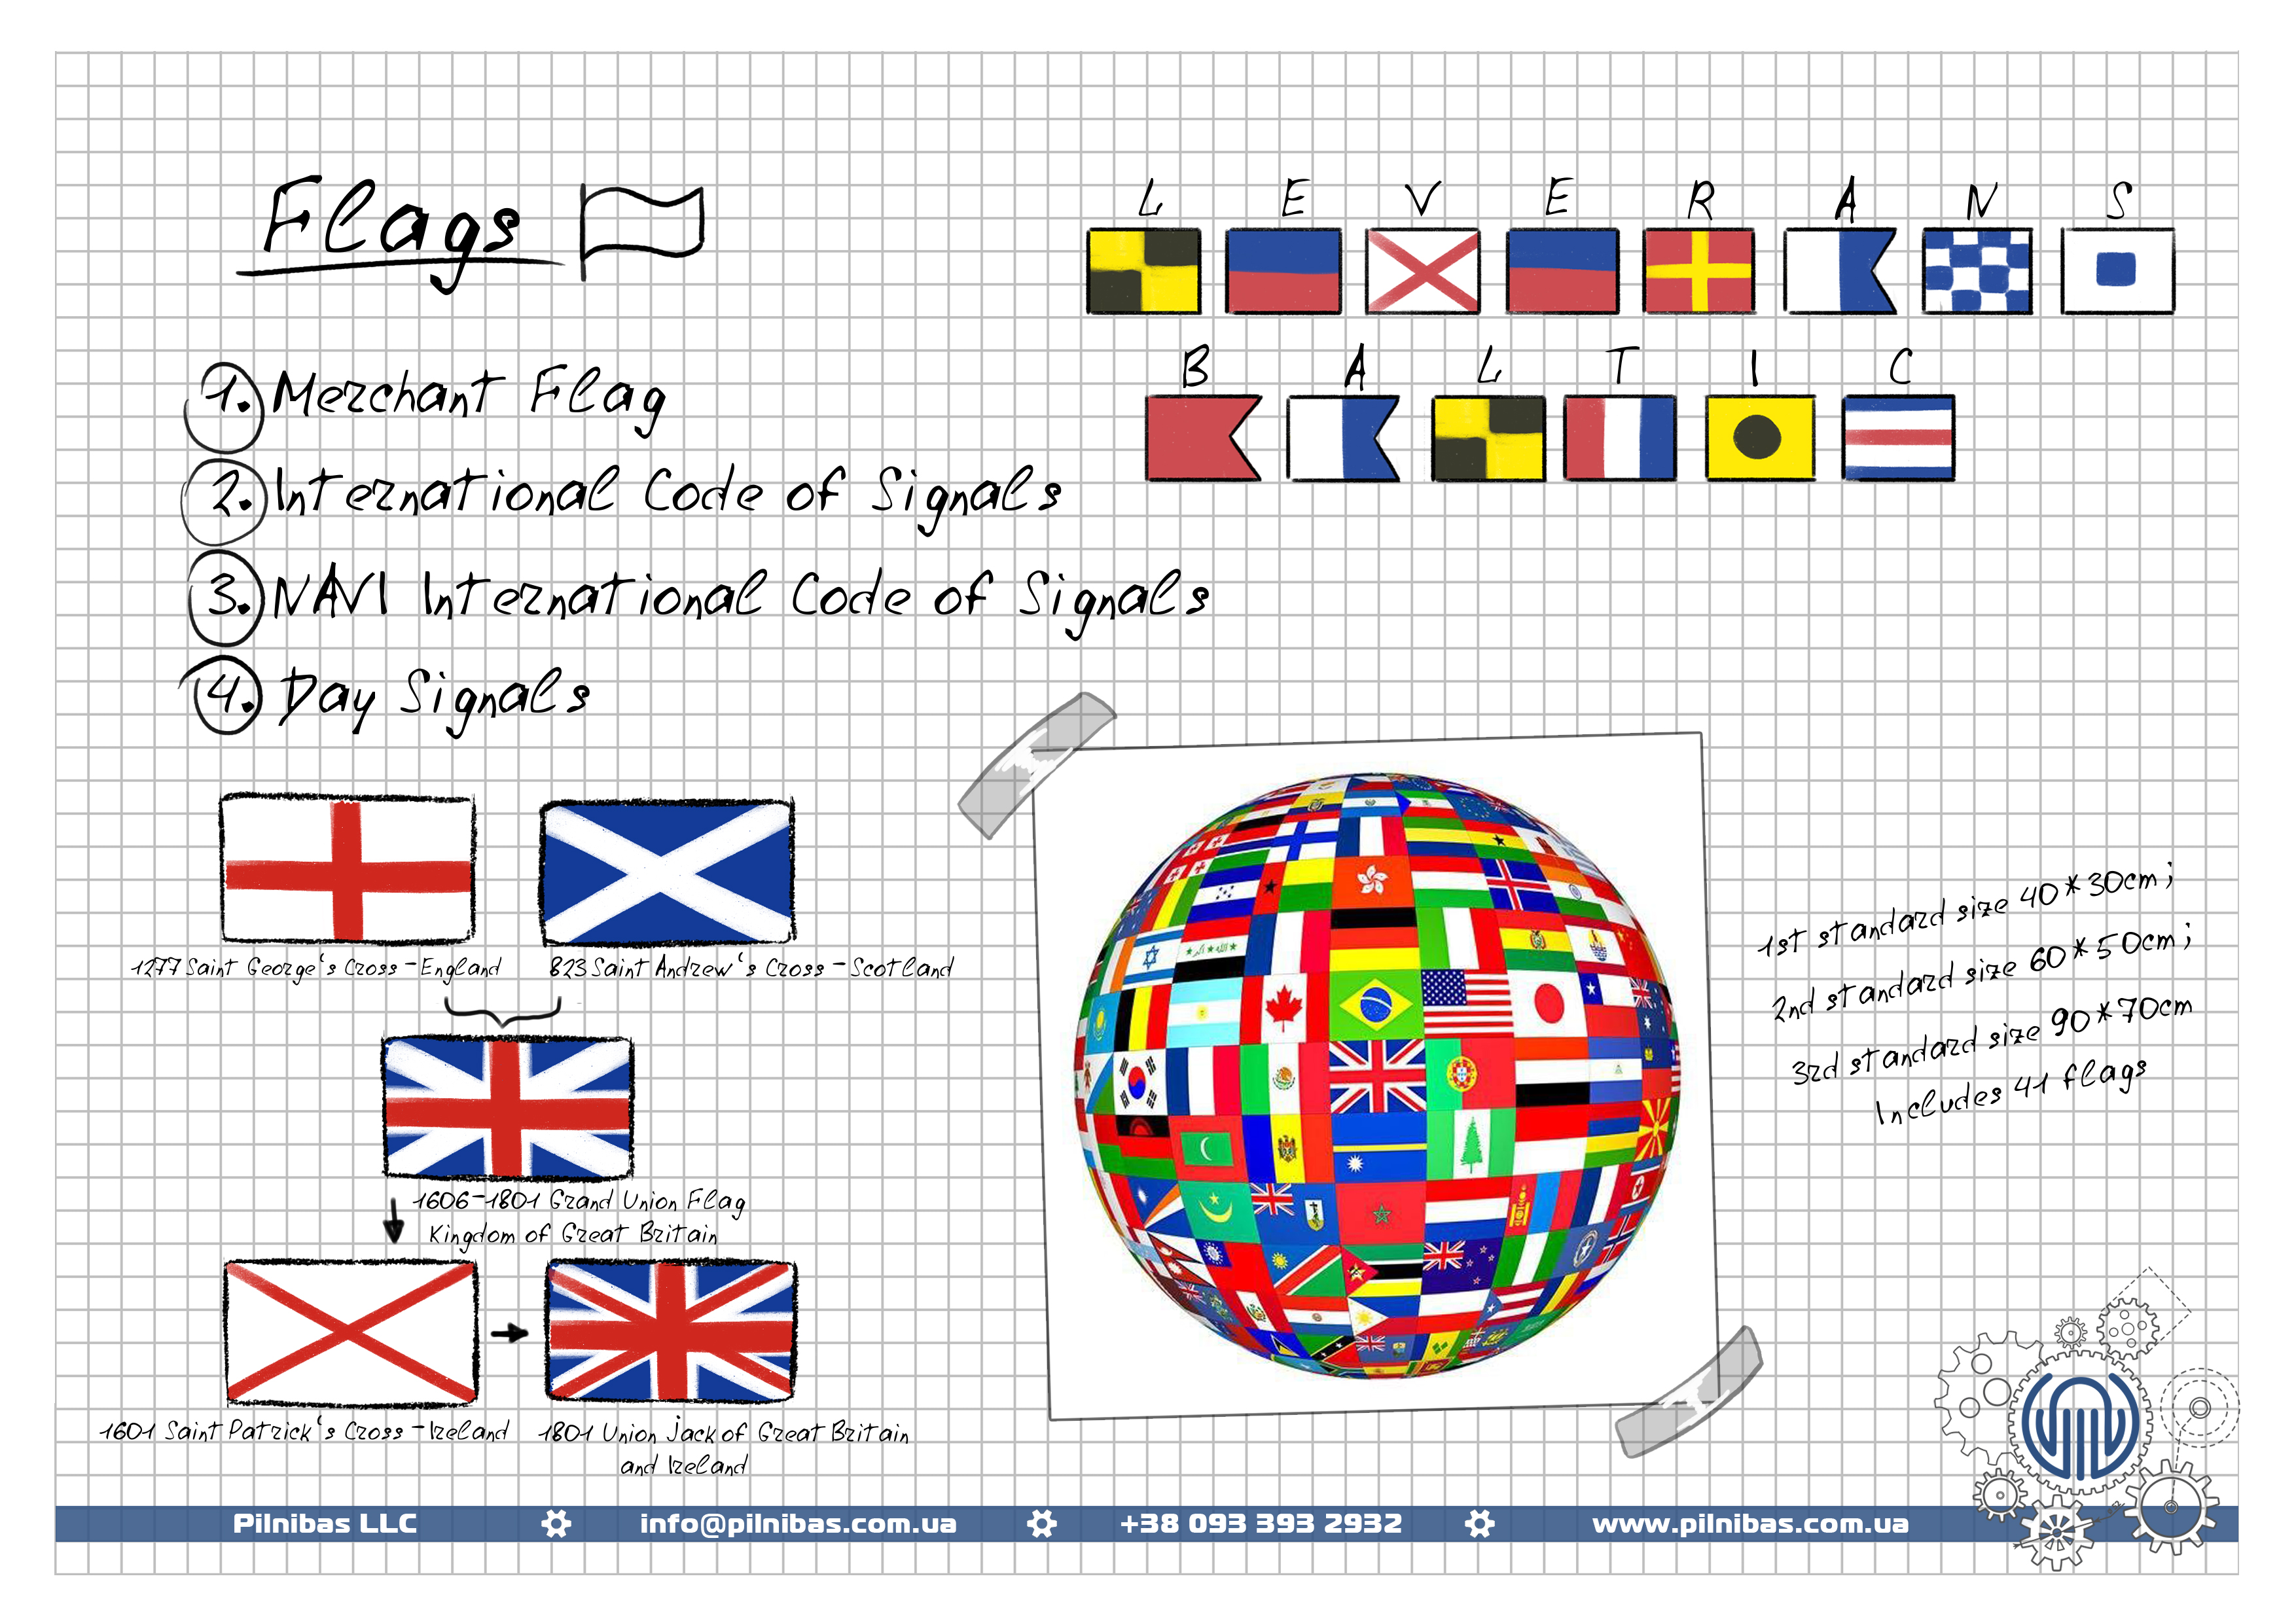 Flags
L E V E R A N S
B A L T I C
1. Merchant Flag
2. International Code of Signals
3. NAVI International Code of Signals
4. Day Signals
1277 Saint George's Cross - England
823 Saint Andrew's Cross - Scotland
1606-1801 Grand Union Flag
Kingdom of Great Britain
1601 Saint Patrick's Cross - Ireland
1801 Union Jack of Great Britain
and Ireland
1st standard size 40*30cm;
2nd standard size 60*50cm;
3rd standard size 90*70cm
Includes 41 flags
Pilnibas LLC info@pilnibas.com.ua +38 093 393 2932 www.pilnibas.com.ua